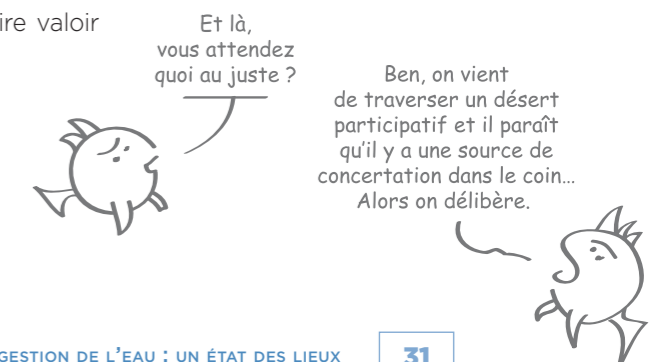 ire valoir
Et là,
vous attendez
quoi au juste ?
Ben, on vient
de traverser un désert
participatif et il paraît
qu'il y a une source de
concertation dans le coin...
Alors on délibère.
GESTION DE L'EAU : UN ÉTAT DES LIEUX
31